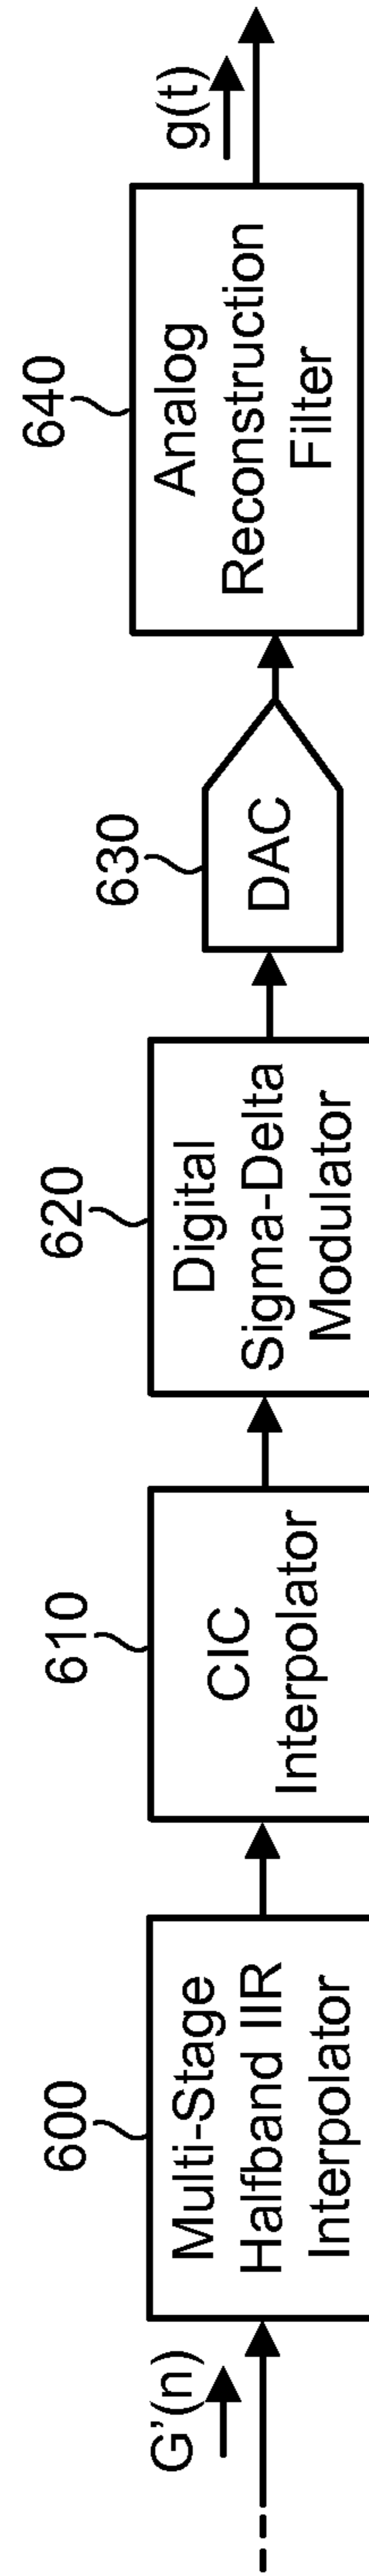 G'(n)
600
Multi-Stage
Halfband IIR
Interpolator
610
CIC
Interpolator
620
Digital
Sigma-Delta
Modulator
630
DAC
640
Analog
Reconstruction
Filter
g(t)